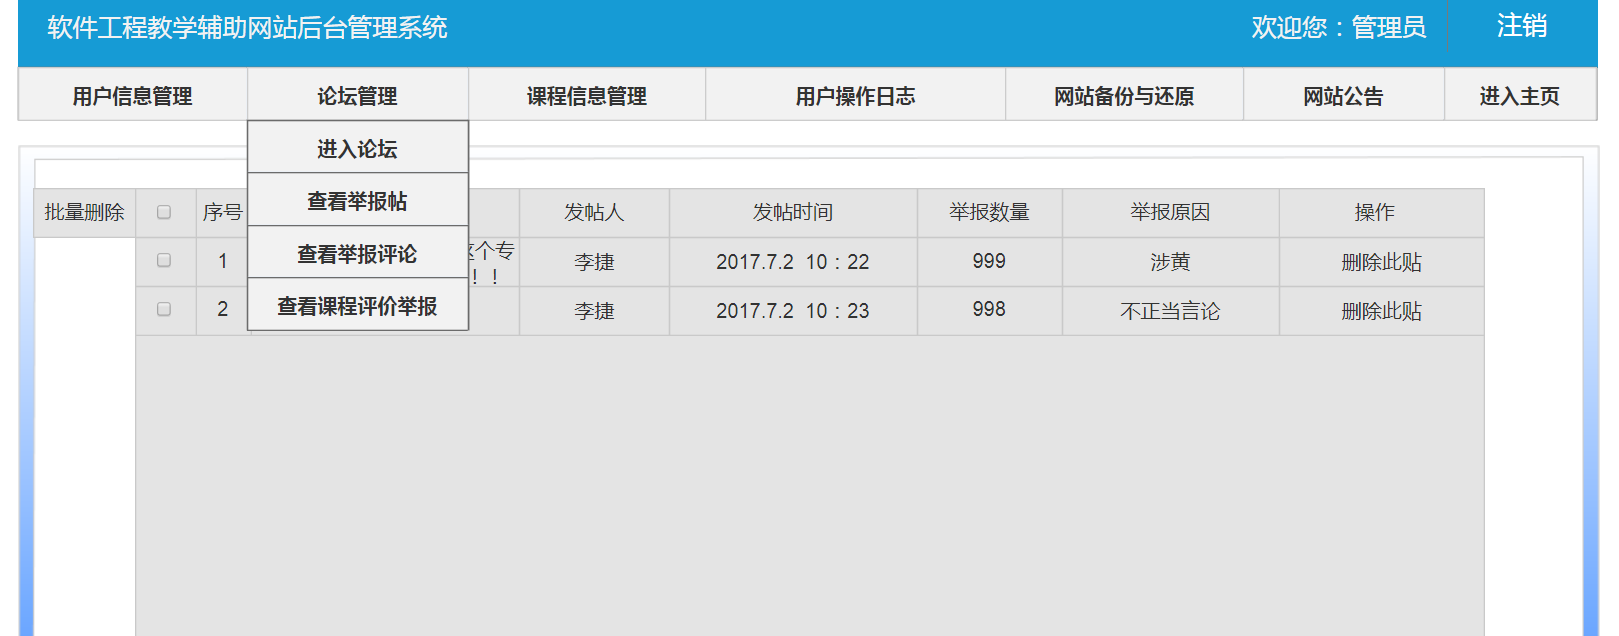 软件工程教学辅助网站后台管理系统 欢迎您：管理员 注销
用户信息管理 论坛管理 课程信息管理 用户操作日志 网站备份与还原 网站公告 进入主页
进入论坛
查看举报帖
查看举报评论
查看课程评价举报
批量删除 序号 发帖人 发帖时间 举报数量 举报原因 操作
1 个专 李捷 2017.7.2 10：22 999 涉黄 删除此贴
！！
2 李捷 2017.7.2 10：23 998 不正当言论 删除此贴